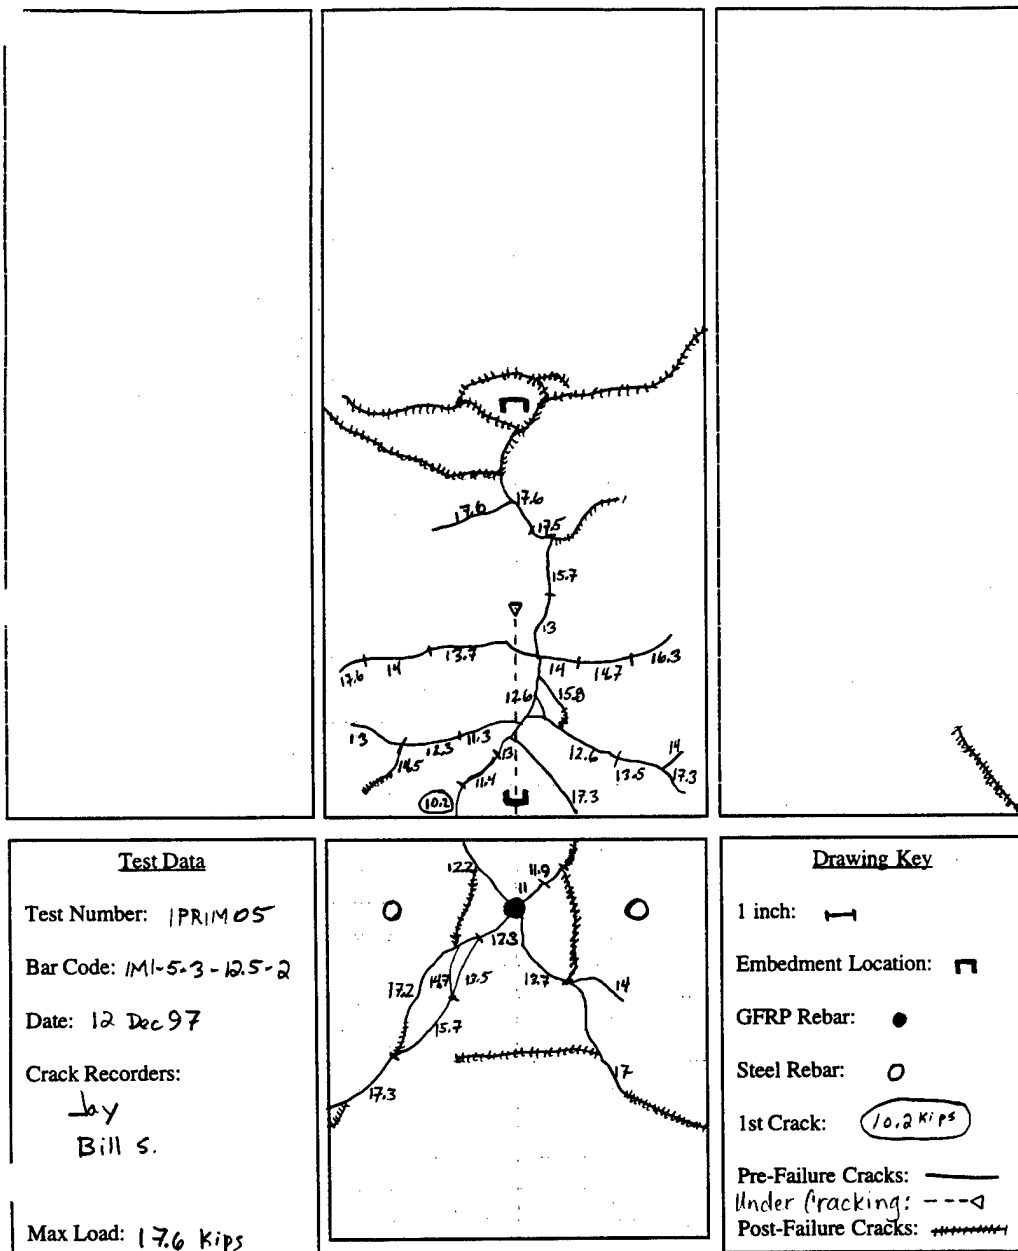 17.6
17.6
17.5
15.7
13
17.6
14
13.7
14
14.7
16.3
12.6
15.8
13
12.3
11.3
14.5
13
11.4
12.6
13.5
14
17.3
10.2
17.3
12.2
11
11.9
12.3
17.2
14.7
13.5
13.7
14
15.7
17.3
17
Test Data
Test Number: 1PRIM05
Bar Code: 1M1-5-3-12.5-2
Date: 12 Dec 97
Crack Recorders:
Jay
Bill S.
Max Load: 17.6 Kips
Drawing Key
1 inch:
Embedment Location:
GFRP Rebar:
Steel Rebar:
1st Crack: 10.2 Kips
Pre-Failure Cracks:
Under Cracking:
Post-Failure Cracks: